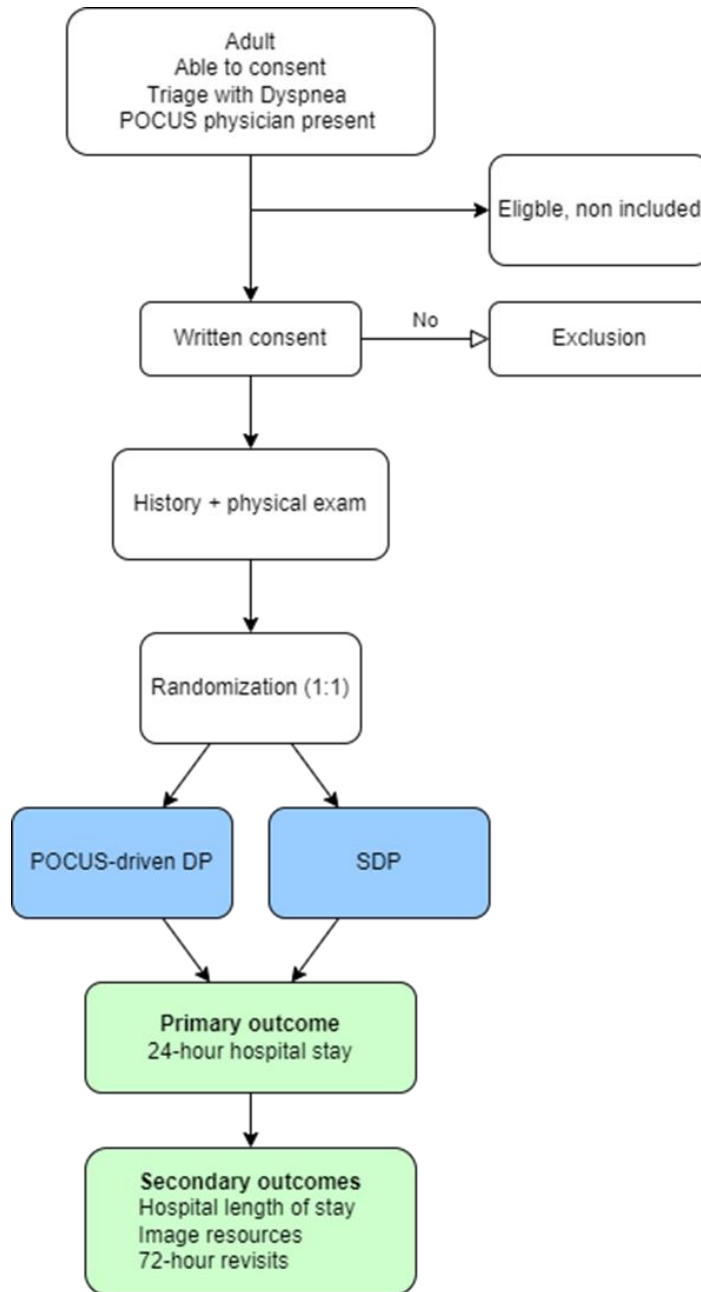 Adult
Able to consent
Triage with Dyspnea
POCUS physician present
Eligble, non included
Written consent
No
Exclusion
History + physical exam
Randomization (1:1)
POCUS-driven DP
SDP
Primary outcome
24-hour hospital stay
Secondary outcomes
Hospital length of stay
Image resources
72-hour revisits